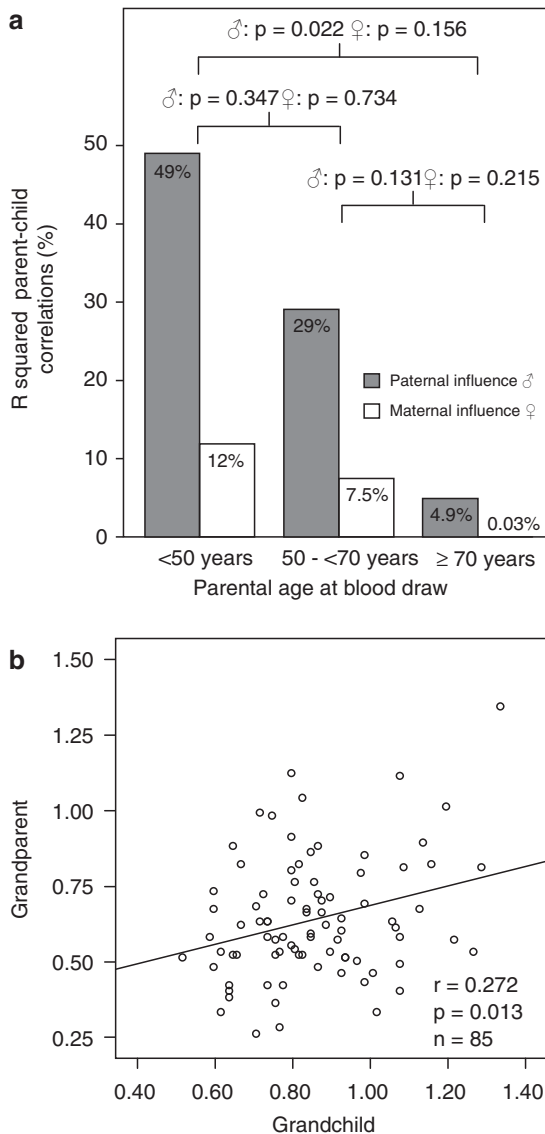 a
♂: p = 0.022 ♀: p = 0.156
♂: p = 0.347♀: p = 0.734
♂: p = 0.131♀: p = 0.215
R squared parent-child
correlations (%)
50
40
30
20
10
0
49%
12%
29%
7.5%
4.9%
0.03%
Paternal influence ♂
Maternal influence ♀
<50 years
50 - <70 years
≥ 70 years
Parental age at blood draw
b
Grandparent
1.50
1.25
1.00
0.75
0.50
0.25
r = 0.272
p = 0.013
n = 85
0.40
0.60
0.80
1.00
1.20
1.40
Grandchild